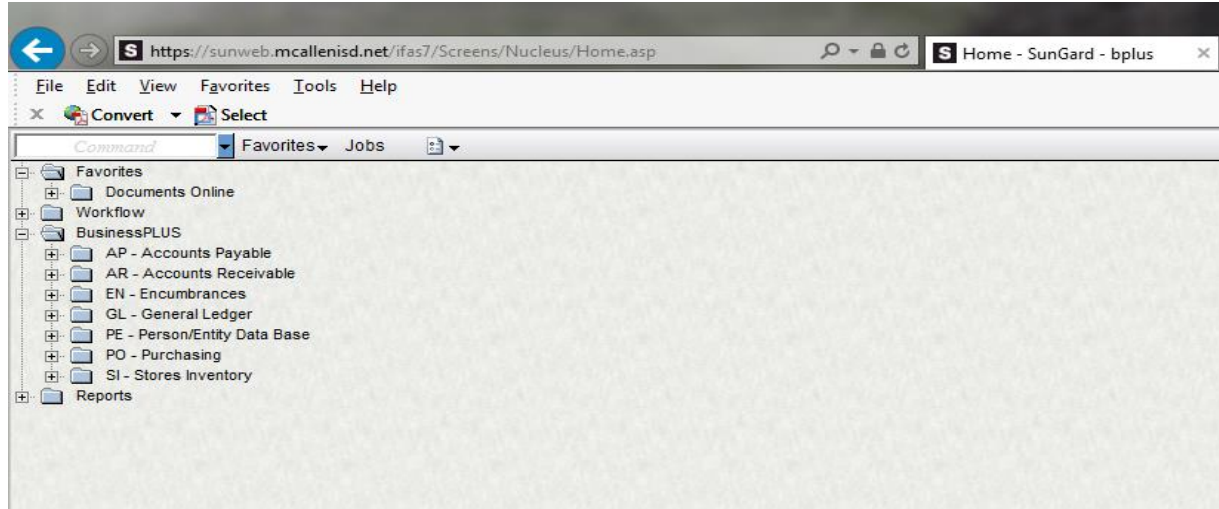 S https://sunweb.mcallenisd.net/ifas7/Screens/Nucleus/Home.asp S Home - SunGard - bplus
File Edit View Favorites Tools Help
Convert Select
Command Favorites Jobs
Favorites
Documents Online
Workflow
BusinessPLUS
AP - Accounts Payable
AR - Accounts Receivable
EN - Encumbrances
GL - General Ledger
PE - Person/Entity Data Base
PO - Purchasing
SI - Stores Inventory
Reports